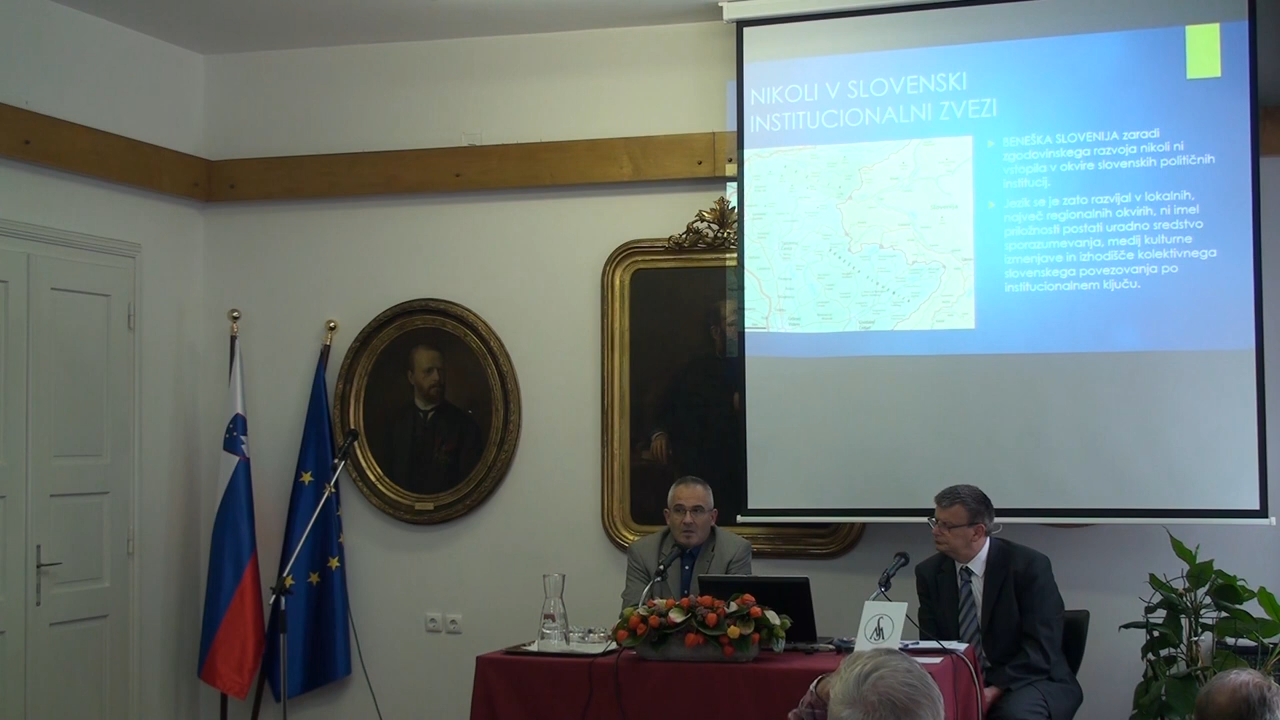 NIKOLI V SLOVENSKI
INSTITUCIONALNI ZVEZI
BENEŠKA SLOVENIJA zaradi
zgodovinskega razvoja nikoli ni
vstopila v okvire slovenskih političnih
institucij.
Jezik se je zato razvijal v lokalnih,
največ regionalnih okvirih, ni imel
priložnosti postati uradno sredstvo
sporazumevanja, medij kulturne
izmenjave in izhodišče kolektivnega
slovenskega povezovanja po
institucionalnem ključu.